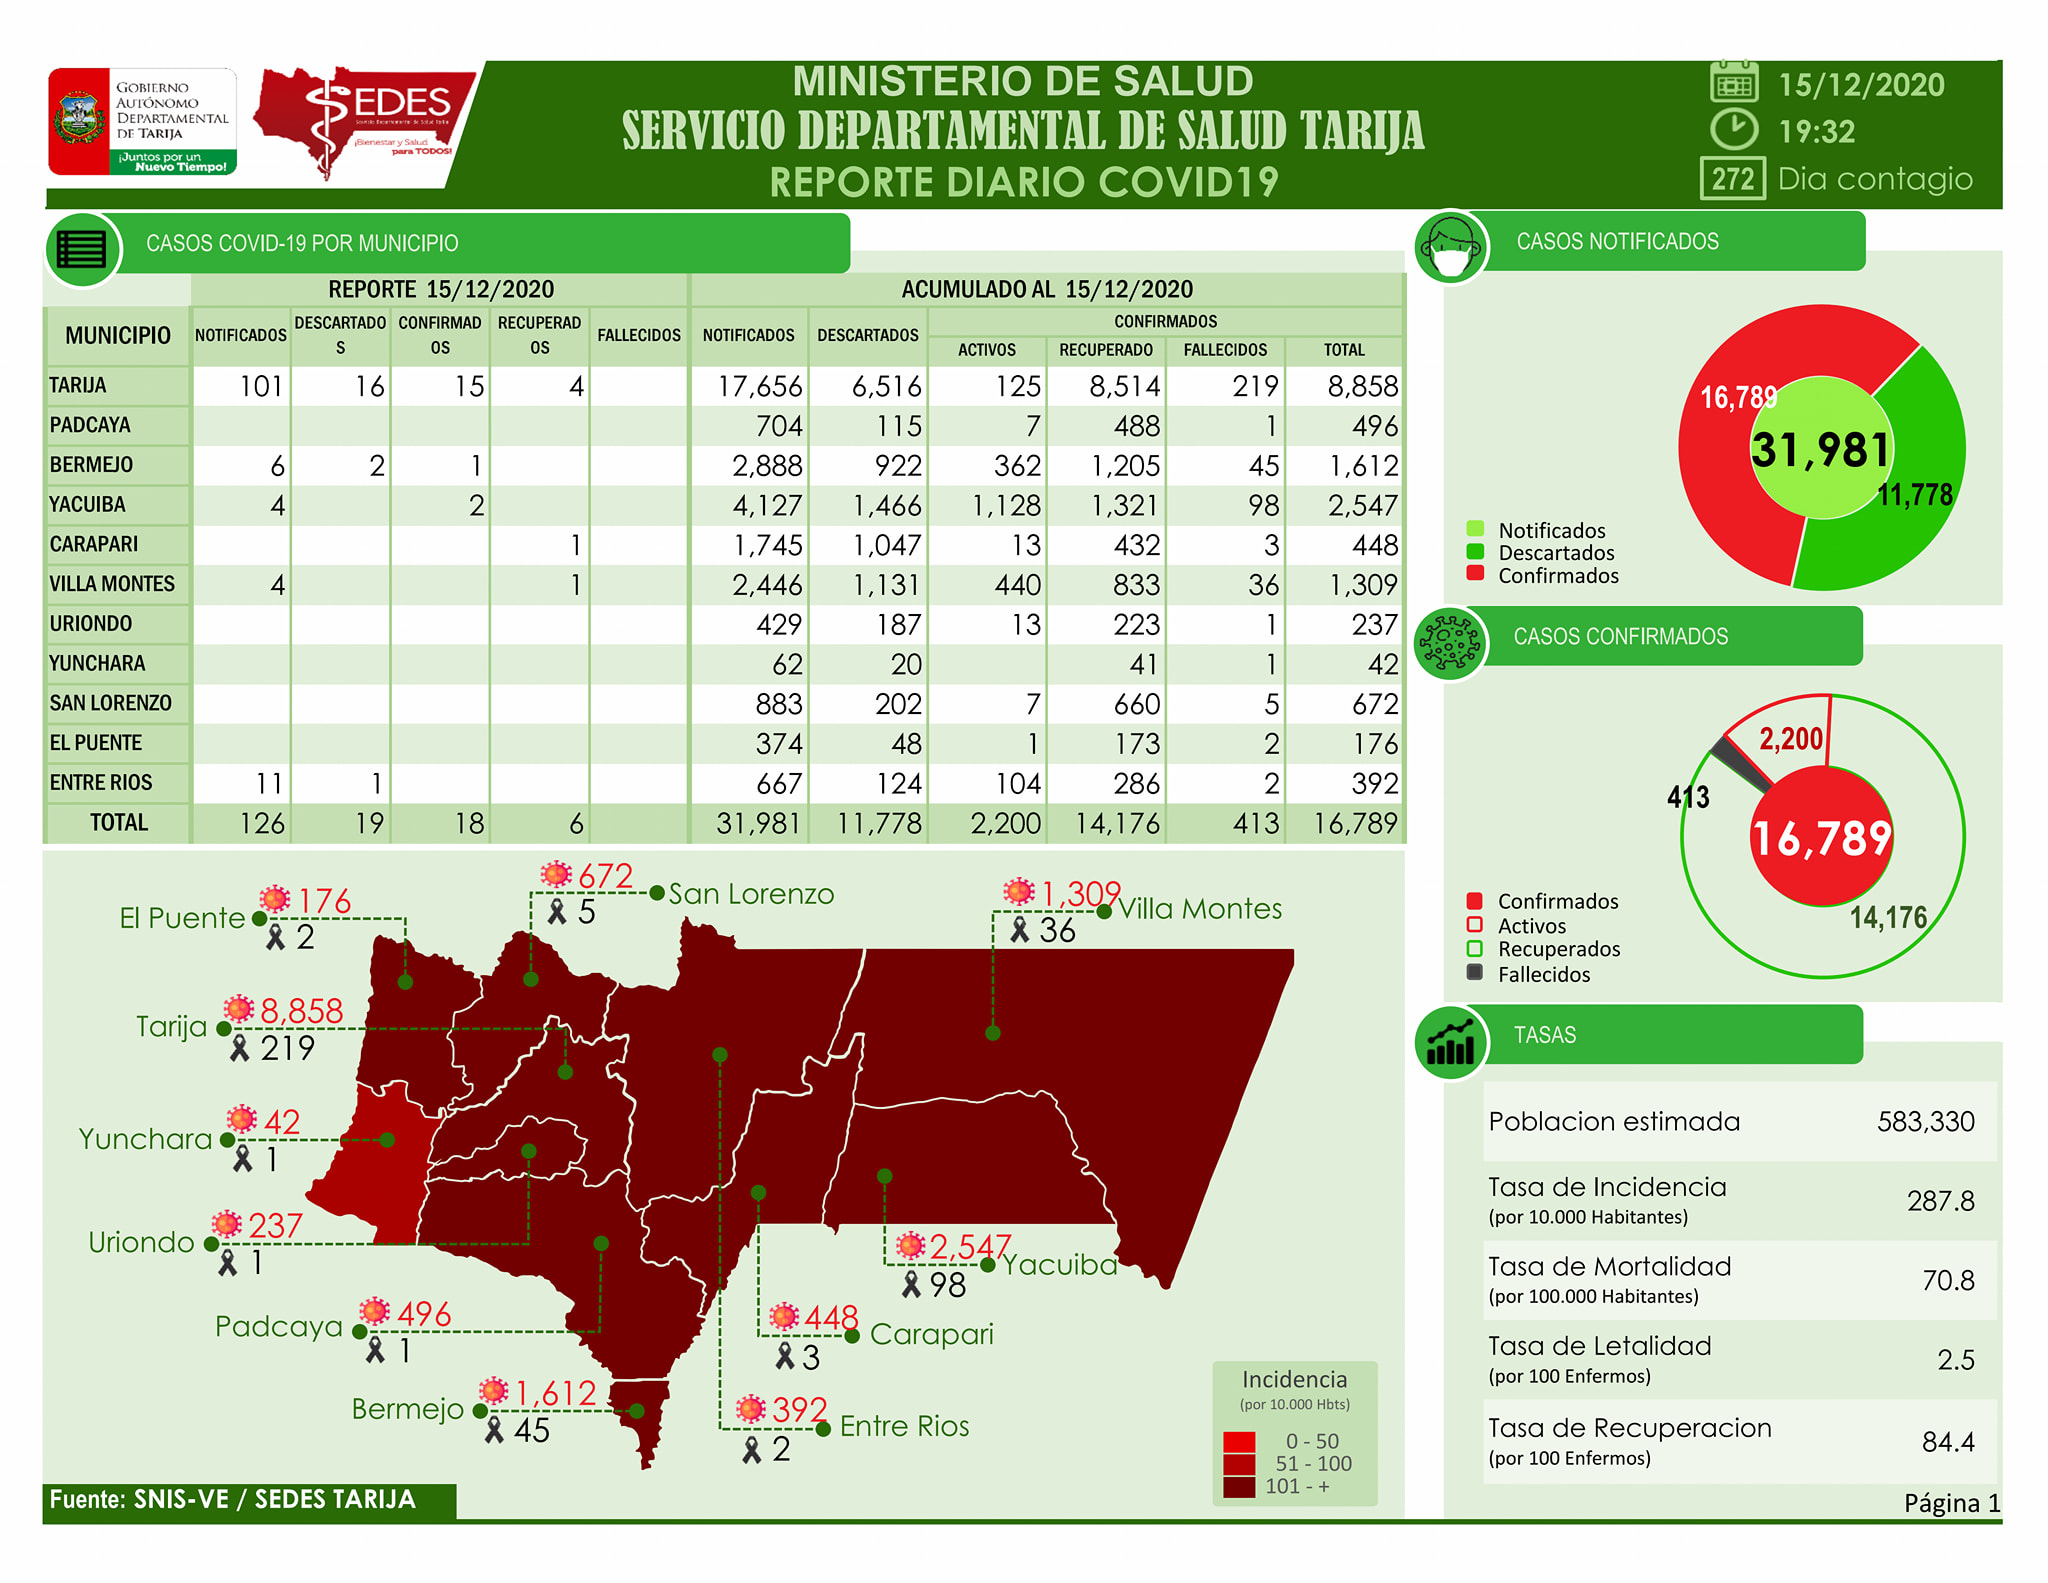 GOBIERNO
AUTÓNOMO
DEPARTAMENTAL
DE TARIJA
¡Juntos por un
Nuevo Tiempo!
SEDES
Servicio Departamental de Salud Tarija
¡Bienestar y Salud
para TODOS!
MINISTERIO DE SALUD
SERVICIO DEPARTAMENTAL DE SALUD TARIJA
REPORTE DIARIO COVID19
15/12/2020
19:32
272 Dia contagio
CASOS COVID-19 POR MUNICIPIO
REPORTE 15/12/2020 ACUMULADO AL 15/12/2020
MUNICIPIO NOTIFICADOS DESCARTADOS CONFIRMADOS RECUPERADOS FALLECIDOS NOTIFICADOS DESCARTADOS CONFIRMADOS
ACTIVOS RECUPERADO FALLECIDOS TOTAL
TARIJA 101 16 15 4 17,656 6,516 125 8,514 219 8,858
PADCAYA 704 115 7 488 1 496
BERMEJO 6 2 1 2,888 922 362 1,205 45 1,612
YACUIBA 4 2 4,127 1,466 1,128 1,321 98 2,547
CARAPARI 1 1,745 1,047 13 432 3 448
VILLA MONTES 4 1 2,446 1,131 440 833 36 1,309
URIONDO 429 187 13 223 1 237
YUNCHARA 62 20 41 1 42
SAN LORENZO 883 202 7 660 5 672
EL PUENTE 374 48 1 173 2 176
ENTRE RIOS 11 1 667 124 104 286 2 392
TOTAL 126 19 18 6 31,981 11,778 2,200 14,176 413 16,789
El Puente 176
2
672 San Lorenzo
5
1,309 Villa Montes
36
Tarija 8,858
219
Yunchara 42
1
Uriondo 237
1
Padcaya 496
1
Bermejo 1,612
45
2,547 Yacuiba
98
448 Carapari
3
392 Entre Rios
2
Incidencia
(por 10.000 Hbts)
0 - 50
51 - 100
101 - +
Fuente: SNIS-VE / SEDES TARIJA
CASOS NOTIFICADOS
16,789
31,981
11,778
Notificados
Descartados
Confirmados
CASOS CONFIRMADOS
2,200
413
16,789
14,176
Confirmados
Activos
Recuperados
Fallecidos
TASAS
Poblacion estimada 583,330
Tasa de Incidencia 287.8
(por 10.000 Habitantes)
Tasa de Mortalidad 70.8
(por 100.000 Habitantes)
Tasa de Letalidad 2.5
(por 100 Enfermos)
Tasa de Recuperacion 84.4
(por 100 Enfermos)
Página 1